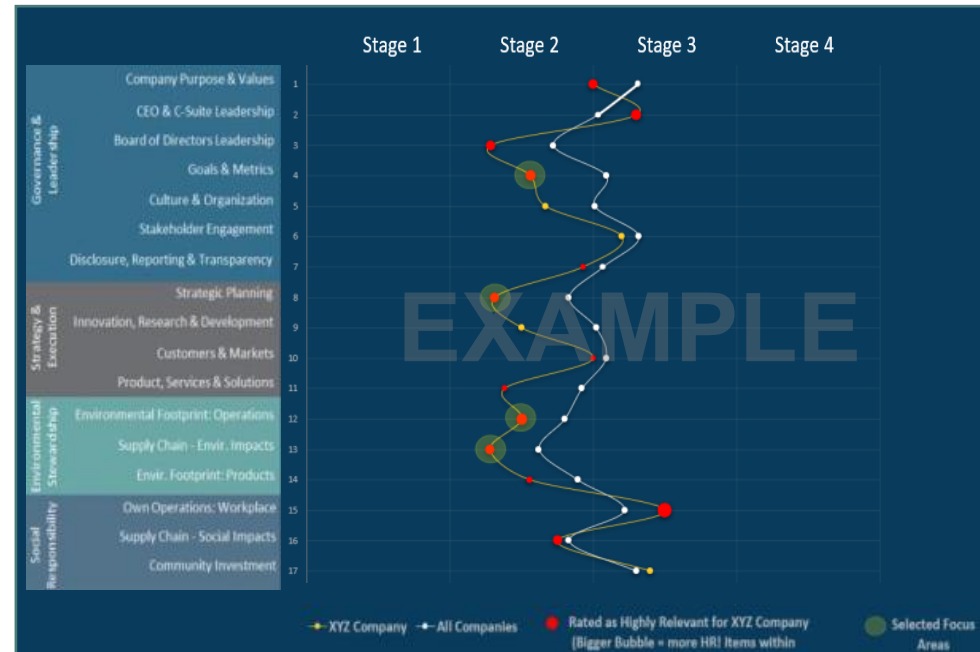 Stage 1 Stage 2 Stage 3 Stage 4
Governance &
Leadership
Company Purpose & Values 1
CEO & C-Suite Leadership 2
Board of Directors Leadership 3
Goals & Metrics 4
Culture & Organization 5
Stakeholder Engagement 6
Disclosure, Reporting & Transparency 7
Strategy &
Execution
Strategic Planning 8
Innovation, Research & Development 9
Customers & Markets 10
Product, Services & Solutions 11
Environmental
Stewardship
Environmental Footprint: Operations 12
Supply Chain - Envir. Impacts 13
Envir. Footprint: Products 14
Social
Responsibility
Own Operations: Workplace 15
Supply Chain - Social Impacts 16
Community Investment 17
EXAMPLE
XYZ Company
All Companies
Rated as Highly Relevant for XYZ Company
(Bigger Bubble = more HR! Items within
Selected Focus
Areas